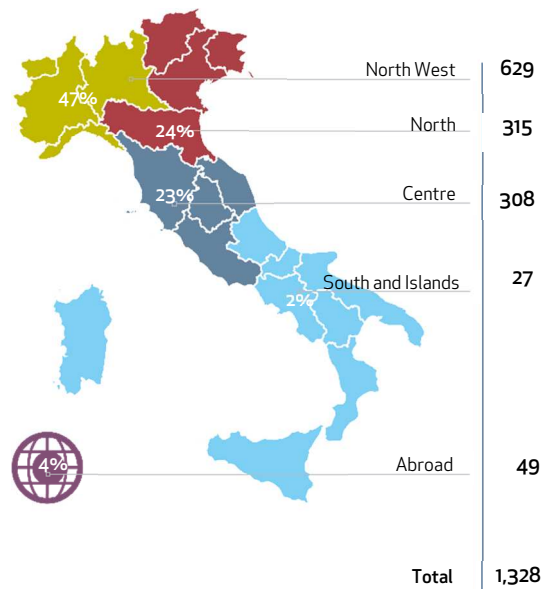 North West 629
47%
24% North 315
23% Centre 308
South and Islands 27
2%
4% Abroad 49
Total 1,328